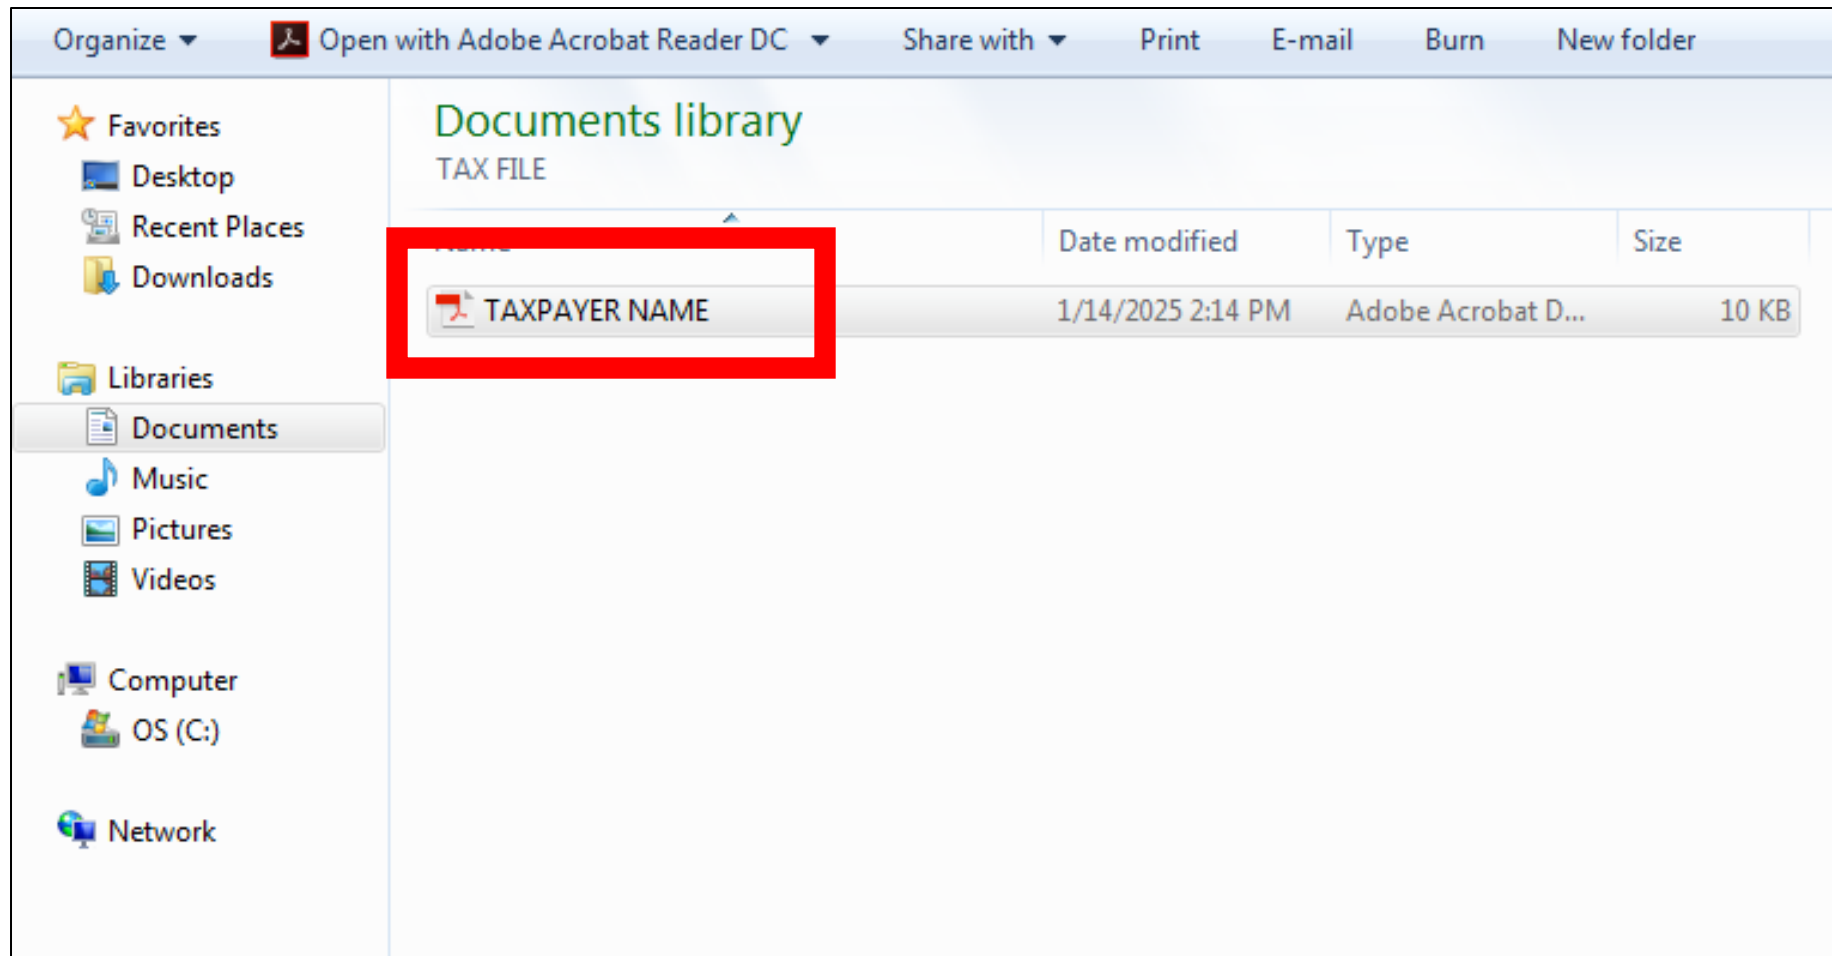 Organize Open with Adobe Acrobat Reader DC Share with Print E-mail Burn New folder
Favorites
Desktop
Recent Places
Downloads
Libraries
Documents
Music
Pictures
Videos
Computer
OS (C:)
Network
Documents library
TAX FILE
Name Date modified Type Size
TAXPAYER NAME 1/14/2025 2:14 PM Adobe Acrobat D... 10 KB